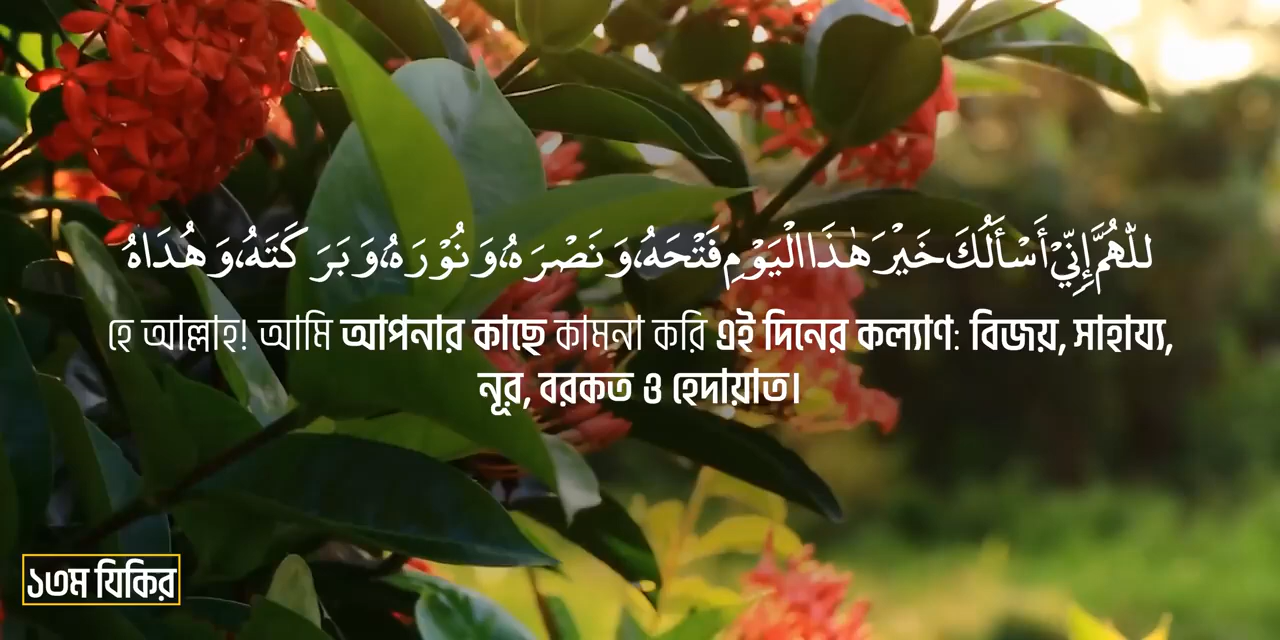 للّٰهُمَّ إِنِّيْ أَسْأَلُكَ خَيْرَ هٰذَا الْيَوْمِ فَتْحَهُ، وَنَصْرَهُ، وَنُوْرَهُ، وَبَرَكَتَهُ، وَهُدَاهُ
হে আল্লাহ! আমি আপনার কাছে কামনা করি এই দিনের কল্যাণ: বিজয়, সাহায্য,
নূর, বরকত ও হেদায়াত।
১৩ম যিকির